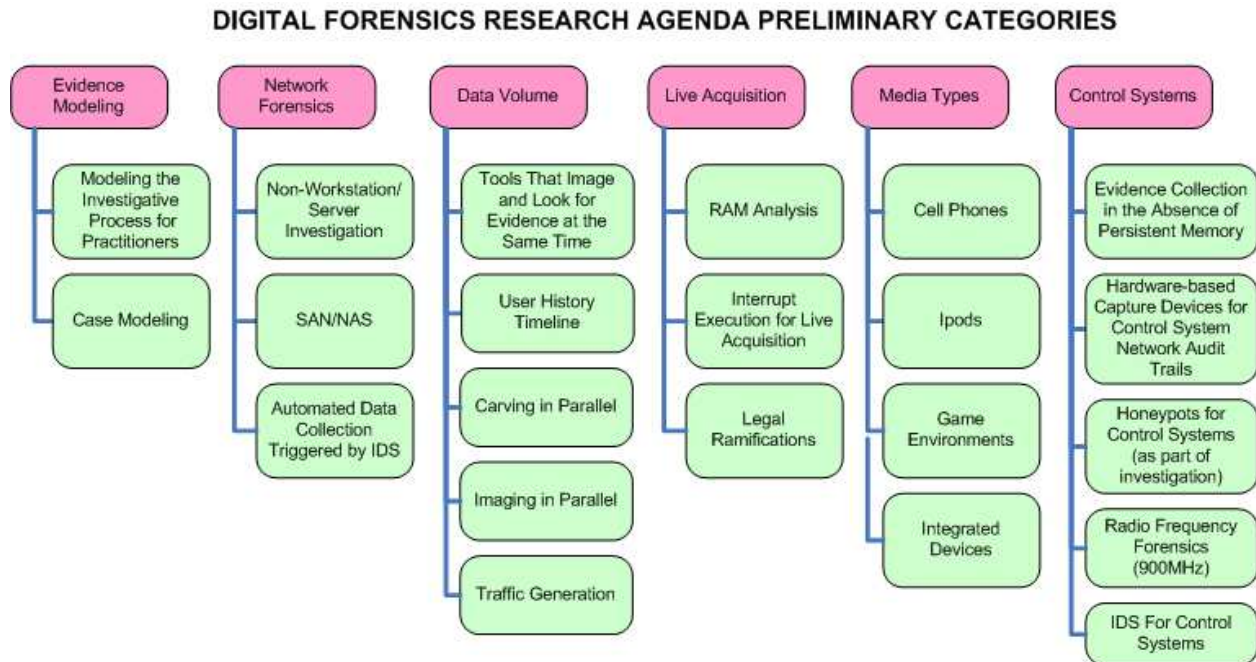 DIGITAL FORENSICS RESEARCH AGENDA PRELIMINARY CATEGORIES
Evidence
Modeling
Modeling the
Investigative
Process for
Practitioners
Case Modeling
Network
Forensics
Non-Workstation/
Server
Investigation
SAN/NAS
Automated Data
Collection
Triggered by IDS
Data Volume
Tools That Image
and Look for
Evidence at the
Same Time
User History
Timeline
Carving in Parallel
Imaging in Parallel
Traffic Generation
Live Acquisition
RAM Analysis
Interrupt
Execution for Live
Acquisition
Legal
Ramifications
Media Types
Cell Phones
Ipods
Game
Environments
Integrated
Devices
Control Systems
Evidence Collection
in the Absence of
Persistent Memory
Hardware-based
Capture Devices for
Control System
Network Audit
Trails
Honeypots for
Control Systems
(as part of
investigation)
Radio Frequency
Forensics
(900MHz)
IDS For Control
Systems